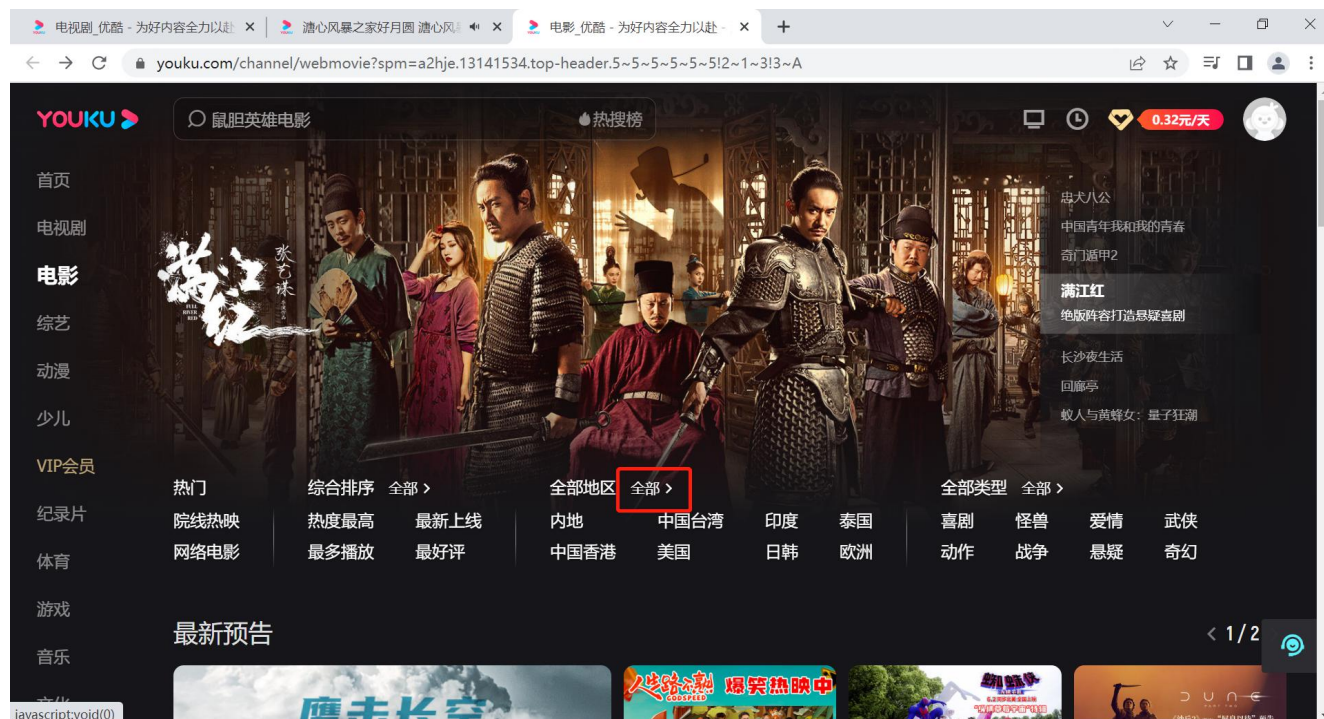 电视剧_优酷 - 为好内容全力以赴
溏心风暴之家好月圆 溏心风
电影_优酷 - 为好内容全力以赴 -
youku.com/channel/webmovie?spm=a2hje.13141534.top-header.5~5~5~5~5~5!2~1~3!3~A
YOUKU
鼠胆英雄电影
热搜榜
0.32元/天
首页
电视剧
电影
综艺
动漫
少儿
VIP会员
纪录片
体育
游戏
音乐
满江红
张艺谋
FULL RIVER RED
忠犬八公
中国青年我和我的青春
奇门遁甲2
满江红
绝版阵容打造悬疑喜剧
长沙夜生活
回廊亭
蚁人与黄蜂女：量子狂潮
热门 综合排序 全部 > 全部地区 全部 > 全部类型 全部 >
院线热映 热度最高 最新上线 内地 中国台湾 印度 泰国 喜剧 怪兽 爱情 武侠
网络电影 最多播放 最好评 中国香港 美国 日韩 欧洲 动作 战争 悬疑 奇幻
最新预告
< 1/2
鹰击长空
人生路不熟 爆笑热映中
GODSPEED
DUNE
javascript:void(0)